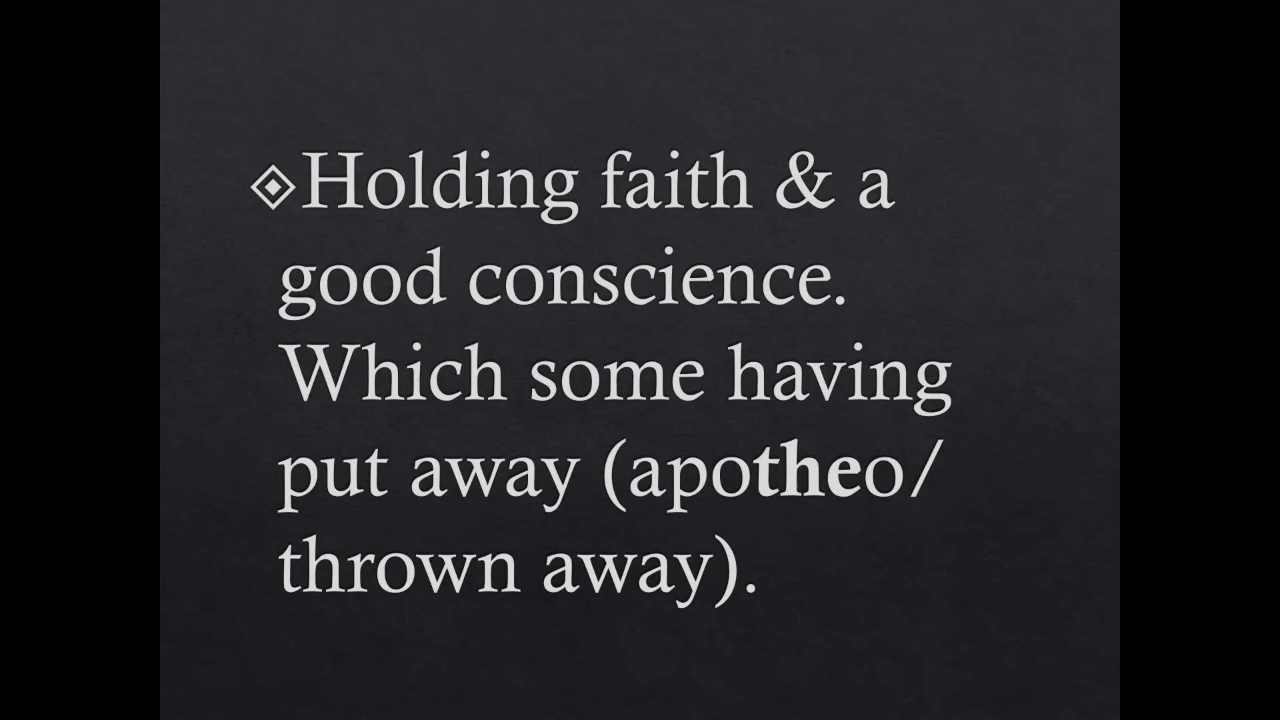 Holding faith & a
good conscience.
Which some having
put away (apotheo/
thrown away).